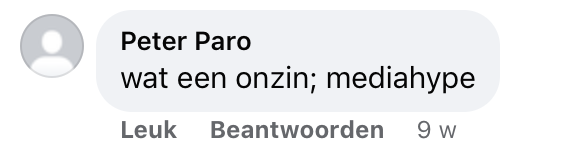 Peter Paro
wat een onzin; mediahype
Leuk Beantwoorden 9 w